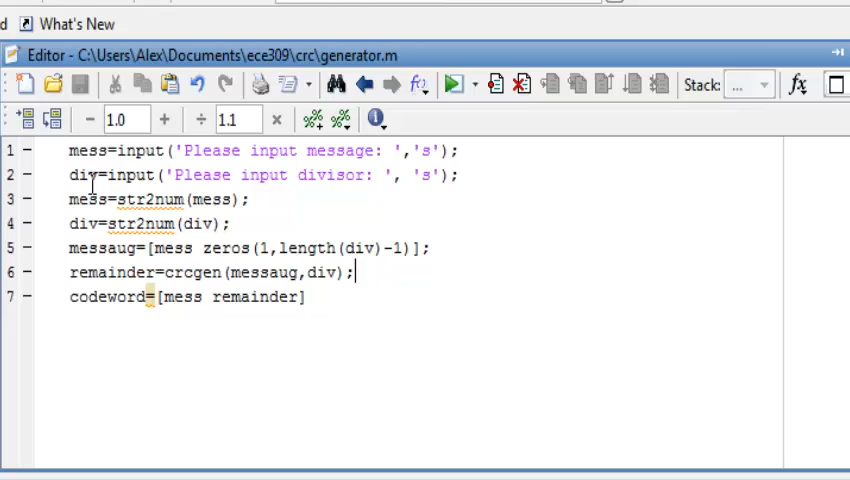 d What's New
Editor - C:\Users\Alex\Documents\ece309\crc\generator.m
Stack: ... fx
− 1.0 + ÷ 1.1 ×
1 − mess=input('Please input message: ','s');
2 − div=input('Please input divisor: ', 's');
3 − mess=str2num(mess);
4 − div=str2num(div);
5 − messaug=[mess zeros(1,length(div)-1)];
6 − remainder=crcgen(messaug,div);
7 − codeword=[mess remainder]